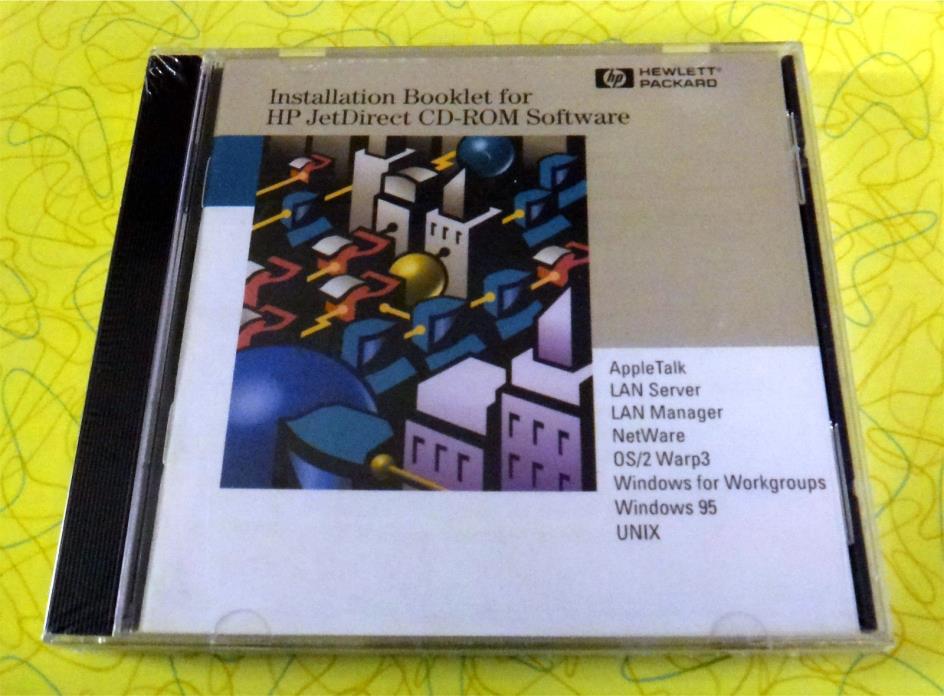 hp HEWLETT®
PACKARD
Installation Booklet for
HP JetDirect CD-ROM Software
AppleTalk
LAN Server
LAN Manager
NetWare
OS/2 Warp3
Windows for Workgroups
Windows 95
UNIX